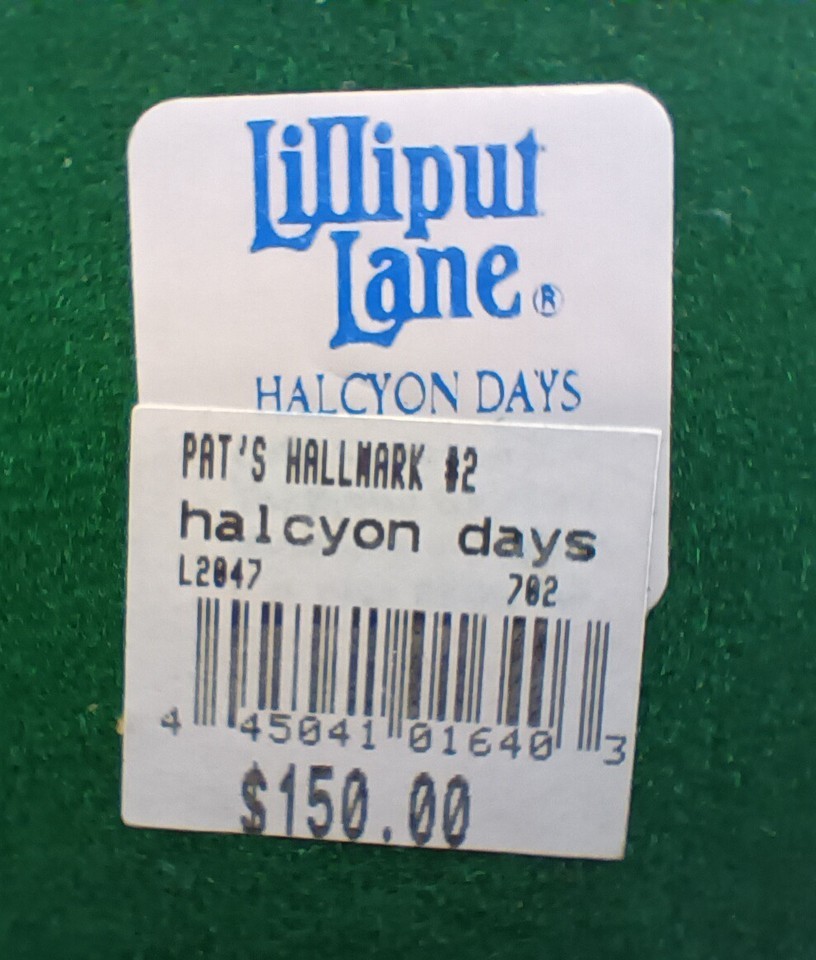 Lilliput
Lane®
HALCYON DAYS
PAT'S HALLMARK #2
halcyon days
L2047 702
4 45041 01640 3
$150.00